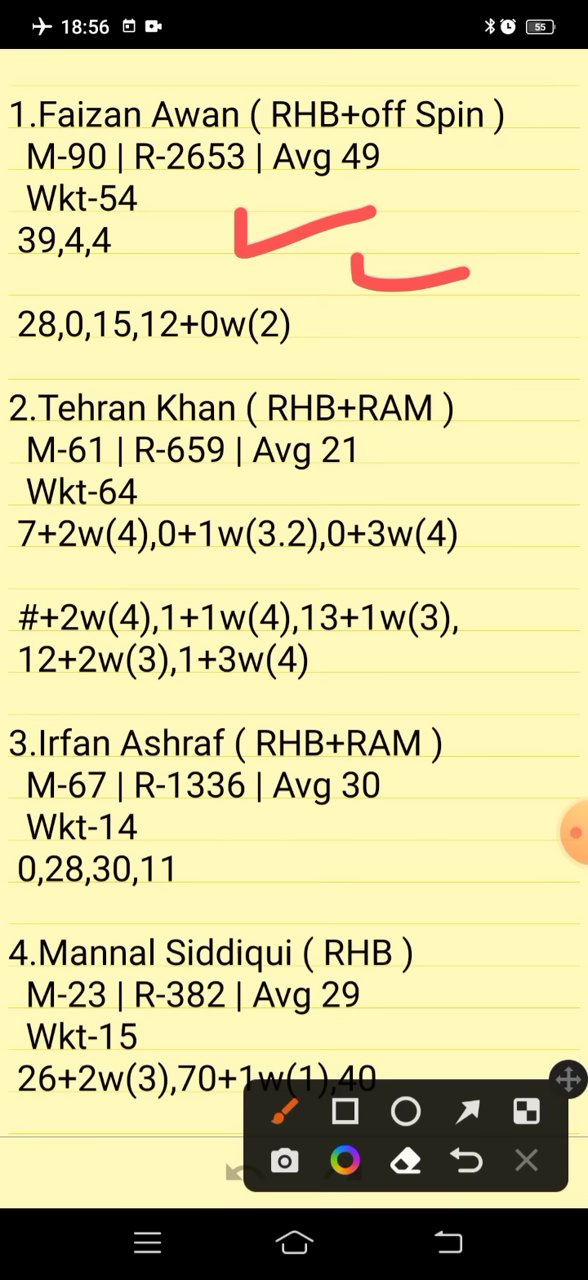 18:56
55
1.Faizan Awan ( RHB+off Spin )
M-90 | R-2653 | Avg 49
Wkt-54
39,4,4
28,0,15,12+0w(2)
2.Tehran Khan ( RHB+RAM )
M-61 | R-659 | Avg 21
Wkt-64
7+2w(4),0+1w(3.2),0+3w(4)
#+2w(4),1+1w(4),13+1w(3),
12+2w(3),1+3w(4)
3.Irfan Ashraf ( RHB+RAM )
M-67 | R-1336 | Avg 30
Wkt-14
0,28,30,11
4.Mannal Siddiqui ( RHB )
M-23 | R-382 | Avg 29
Wkt-15
26+2w(3),70+1w(1),40